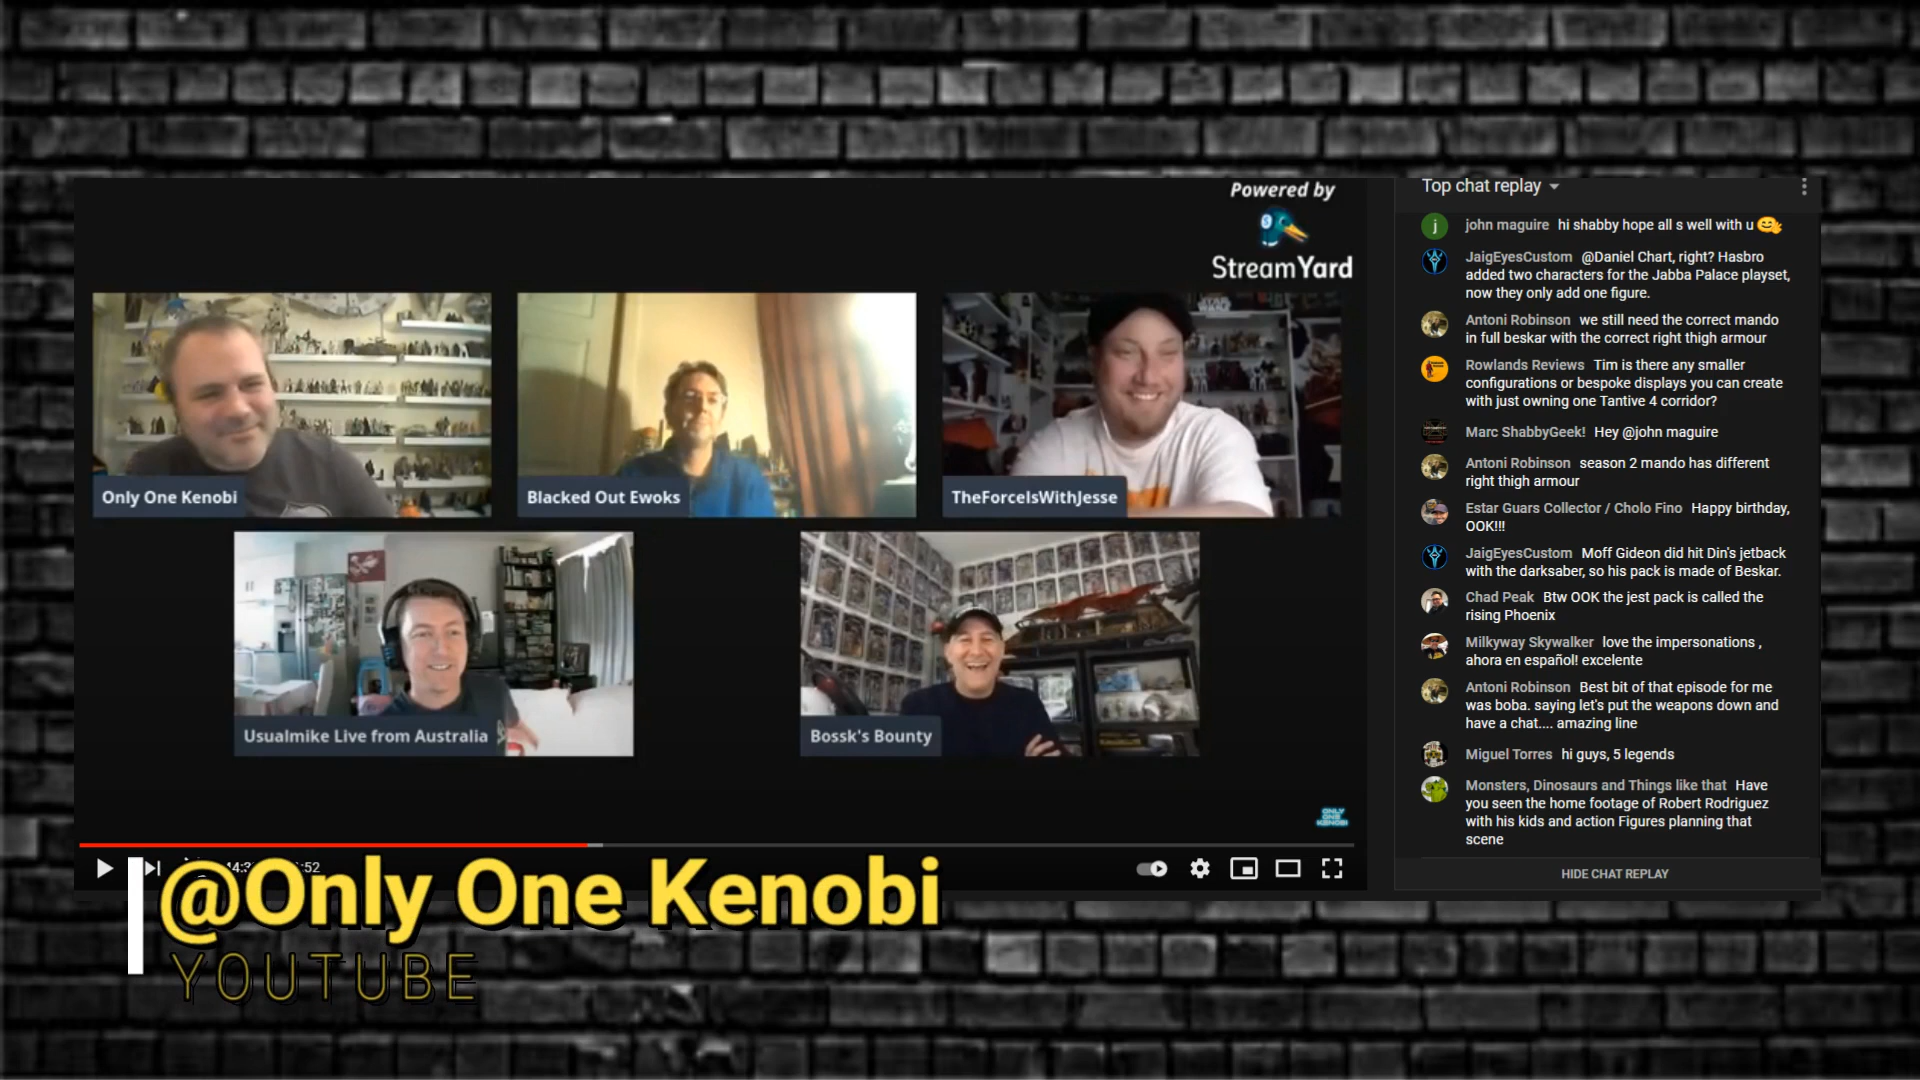 Powered by
StreamYard
Only One Kenobi
Blacked Out Ewoks
TheForceIsWithJesse
STAR
Usualmike Live from Australia
Bossk's Bounty
ONLY
ONE
KENOBI
@Only One Kenobi
YOUTUBE
Top chat replay
john maguire hi shabby hope all s well with u 
JaigEyesCustom @Daniel Chart, right? Hasbro
added two characters for the Jabba Palace playset,
now they only add one figure.
Antoni Robinson we still need the correct mando
in full beskar with the correct right thigh armour
Rowlands Reviews Tim is there any smaller
configurations or bespoke displays you can create
with just owning one Tantive 4 corridor?
Marc ShabbyGeek! Hey @john maguire
Antoni Robinson season 2 mando has different
right thigh armour
Estar Guars Collector / Cholo Fino Happy birthday,
OOK!!!
JaigEyesCustom Moff Gideon did hit Din's jetback
with the darksaber, so his pack is made of Beskar.
Chad Peak Btw OOK the jest pack is called the
rising Phoenix
Milkyway Skywalker love the impersonations ,
ahora en español! excelente
Antoni Robinson Best bit of that episode for me
was boba. saying let's put the weapons down and
have a chat.... amazing line
Miguel Torres hi guys, 5 legends
Monsters, Dinosaurs and Things like that Have
you seen the home footage of Robert Rodriguez
with his kids and action Figures planning that
scene
HIDE CHAT REPLAY